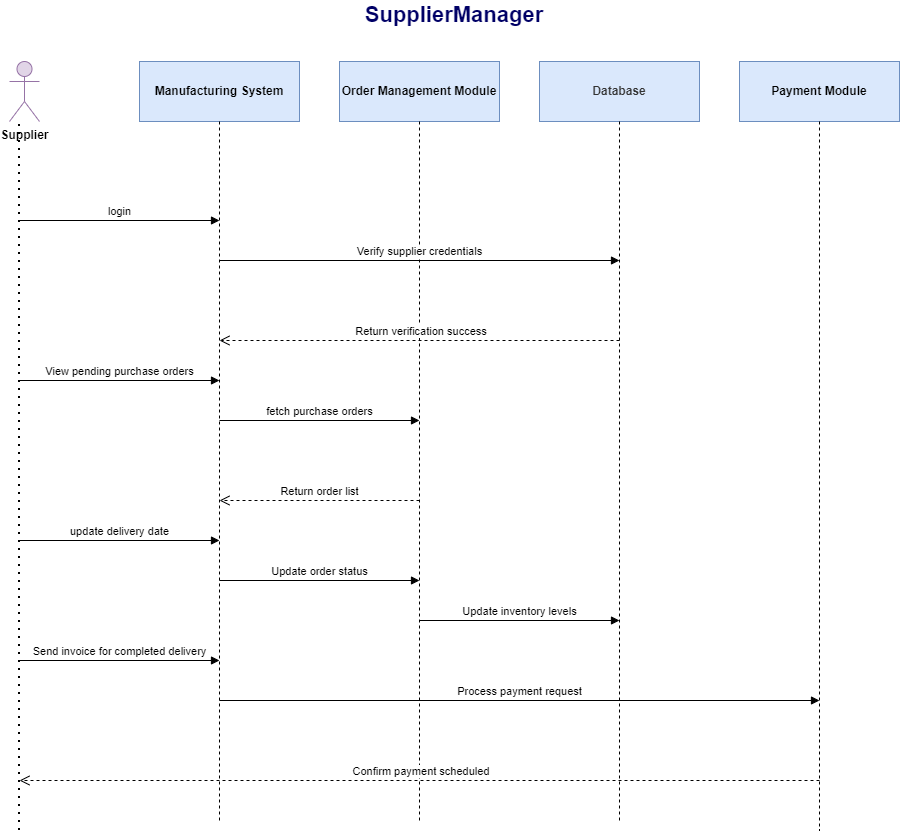 SupplierManager
Supplier
Manufacturing System
Order Management Module
Database
Payment Module
login
Verify supplier credentials
Return verification success
View pending purchase orders
fetch purchase orders
Return order list
update delivery date
Update order status
Update inventory levels
Send invoice for completed delivery
Process payment request
Confirm payment scheduled